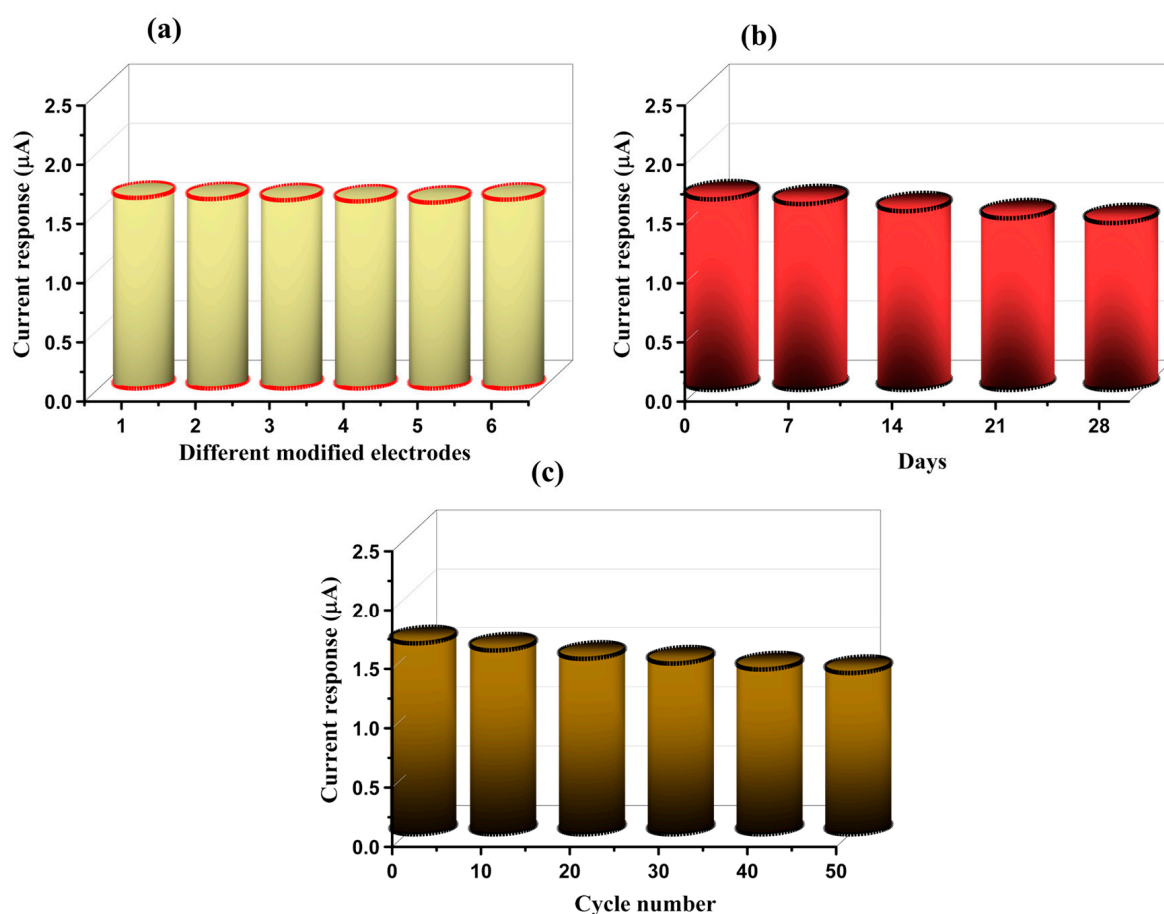 (a)
2.5
2.0
1.5
1.0
0.5
0.0
Current response (μA)
1 2 3 4 5 6
Different modified electrodes
(b)
2.5
2.0
1.5
1.0
0.5
0.0
Current response (μA)
0 7 14 21 28
Days
(c)
2.5
2.0
1.5
1.0
0.5
0.0
Current response (μA)
0 10 20 30 40 50
Cycle number